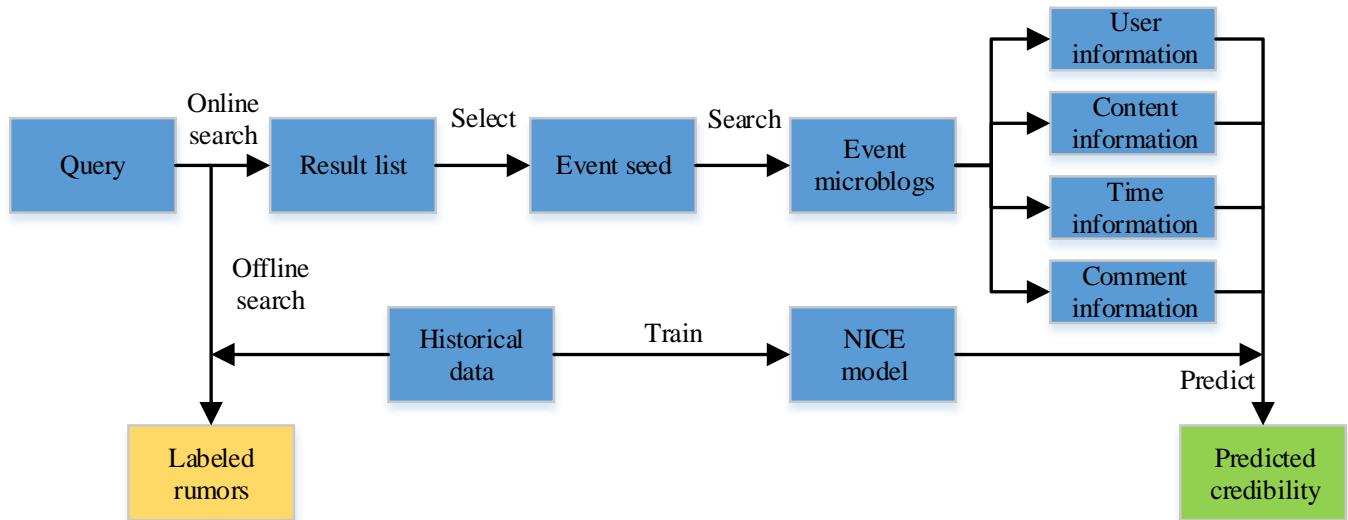 User
information
Online
search
Select
Search
Content
information
Query
Result list
Event seed
Event
microblogs
Time
information
Offline
search
Comment
information
Historical
data
Train
NICE
model
Predict
Labeled
rumors
Predicted
credibility